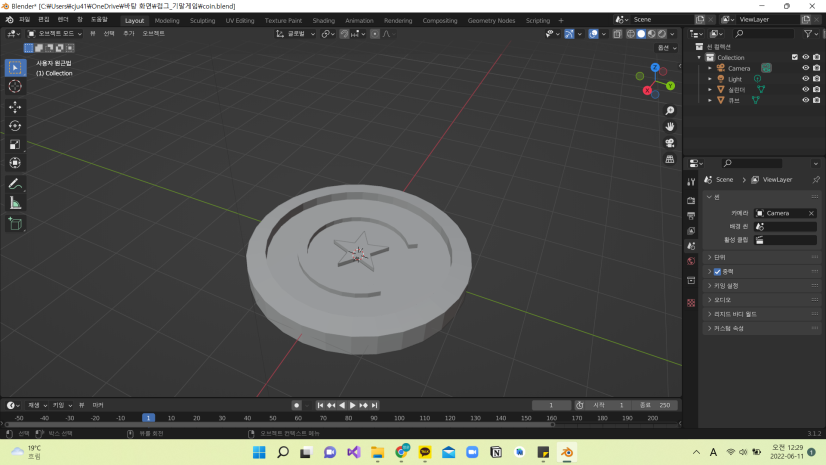 Blender* [C:₩Users₩cju41₩OneDrive₩바탕 화면₩컴그_기말게임₩coin.blend]
파일 편집 렌더 창 도움말 Layout Modeling Sculpting UV Editing Texture Paint Shading Animation Rendering Compositing Geometry Nodes Scripting + Scene ViewLayer
오브젝트 모드 뷰 선택 추가 오브젝트 글로벌
옵션
사용자 원근법
(1) Collection
Z
Y
X
씬 컬렉션
Collection
Camera
Light
실린더
큐브
Scene ViewLayer
씬
카메라 Camera
배경 씬
활성 클립
단위
중력
키잉 설정
오디오
리지드 바디 월드
커스텀 속성
재생 키잉 뷰 마커 1 시작 1 종료 250
-50 -40 -30 -20 -10 1 10 20 30 40 50 60 70 80 90 100 110 120 130 140 150 160 170 180 190 200
선택 박스 선택 뷰를 회전 오브젝트 컨텍스트 메뉴 3.1.2
19°C
흐림
A
오전 12:29
2022-06-11